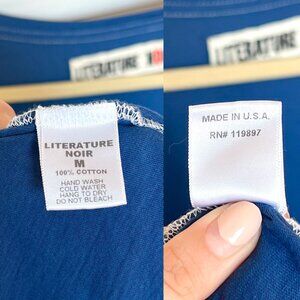 LITERATURE NOIR
LITERATURE
LITERATURE
NOIR
M
100% COTTON
HAND WASH
COLD WATER
HANG TO DRY
DO NOT BLEACH
MADE IN U.S.A.
RN# 119897